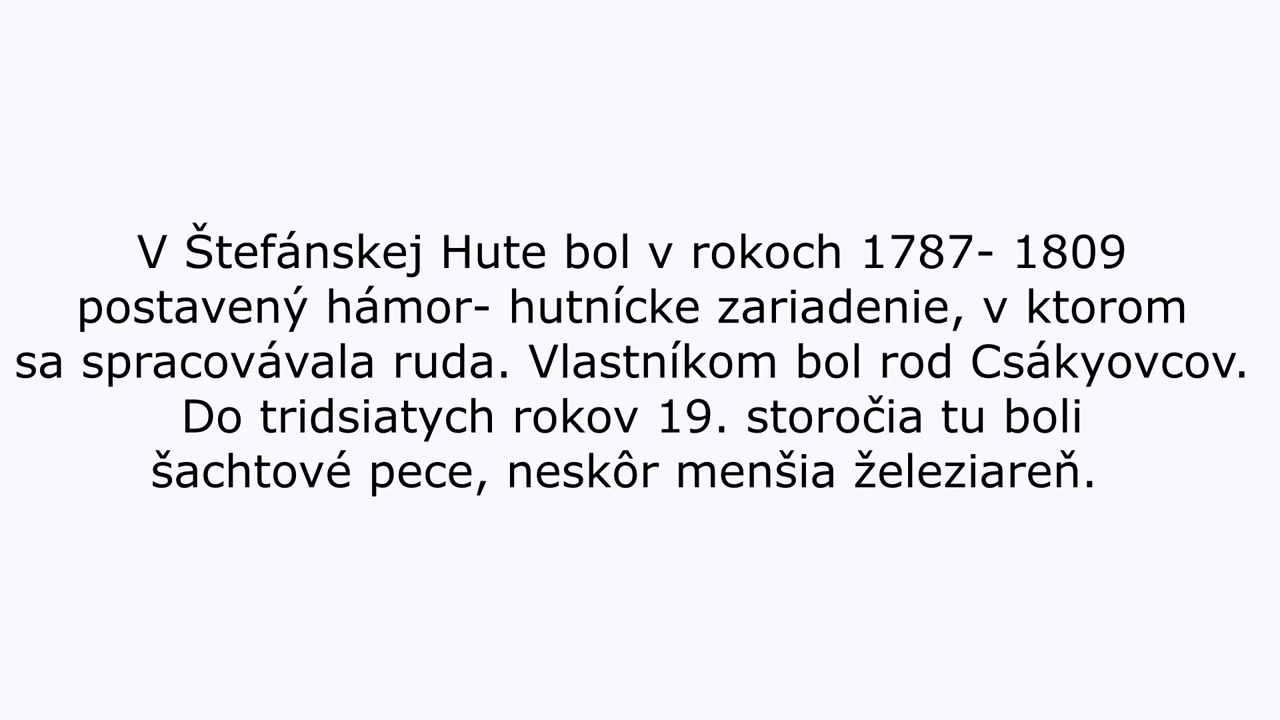 V Štefánskej Hute bol v rokoch 1787- 1809
postavený hámor- hutnícke zariadenie, v ktorom
sa spracovávala ruda. Vlastníkom bol rod Csákyovcov.
Do tridsiatych rokov 19. storočia tu boli
šachtové pece, neskôr menšia železiareň.